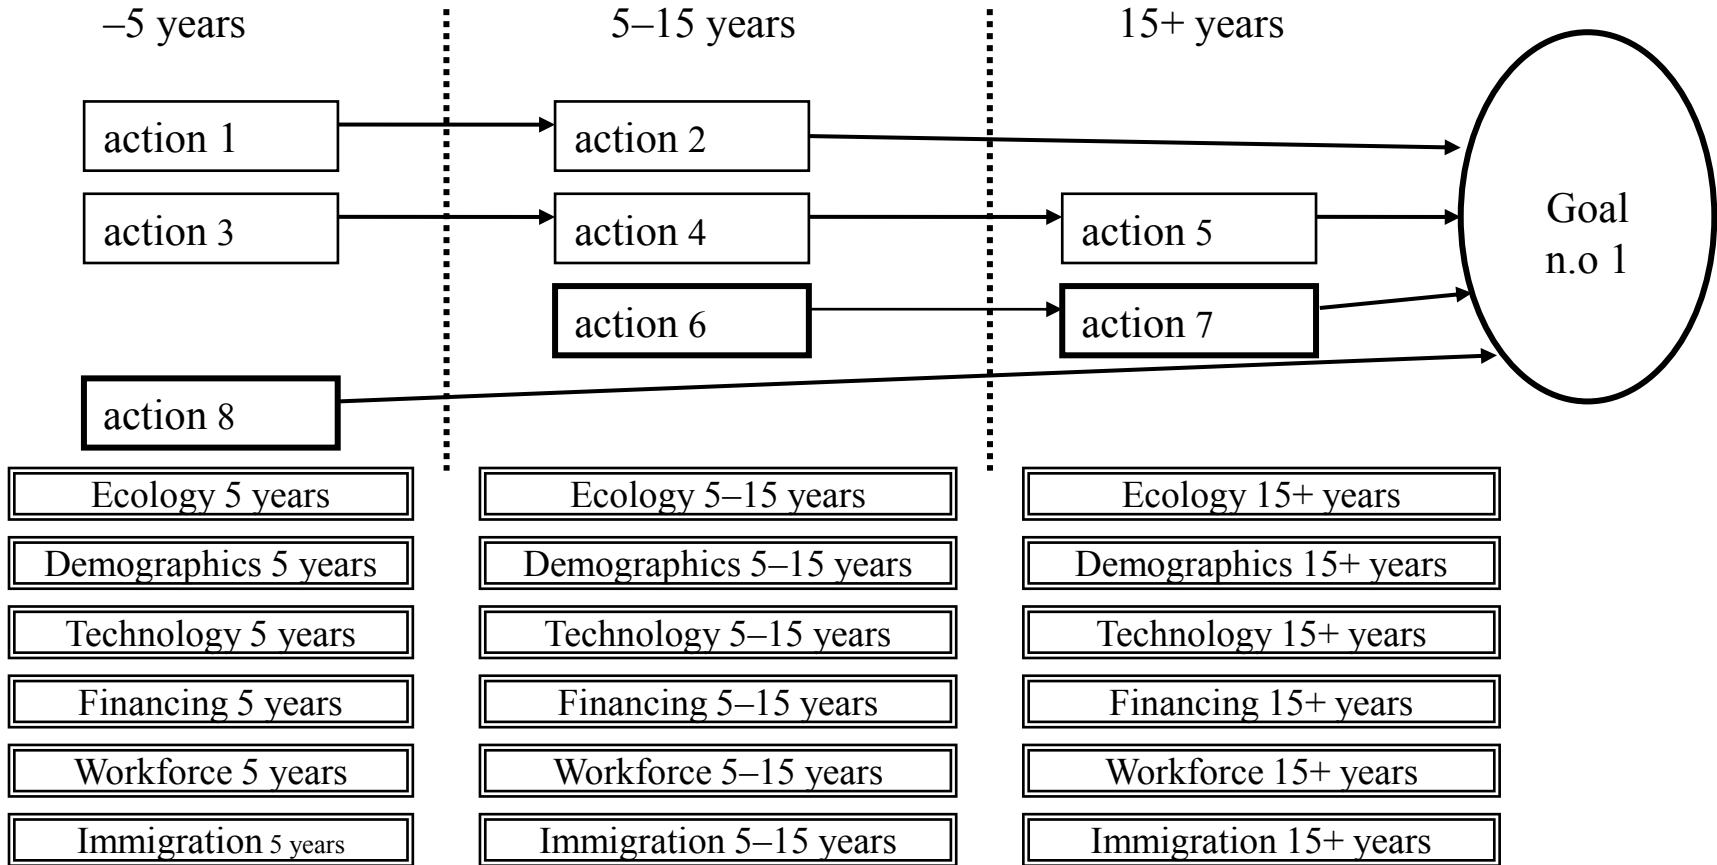 –5 years
5–15 years
15+ years
action 1
action 2
action 3
action 4
action 5
Goal
n.o 1
action 6
action 7
action 8
Ecology 5 years
Ecology 5–15 years
Ecology 15+ years
Demographics 5 years
Demographics 5–15 years
Demographics 15+ years
Technology 5 years
Technology 5–15 years
Technology 15+ years
Financing 5 years
Financing 5–15 years
Financing 15+ years
Workforce 5 years
Workforce 5–15 years
Workforce 15+ years
Immigration 5 years
Immigration 5–15 years
Immigration 15+ years